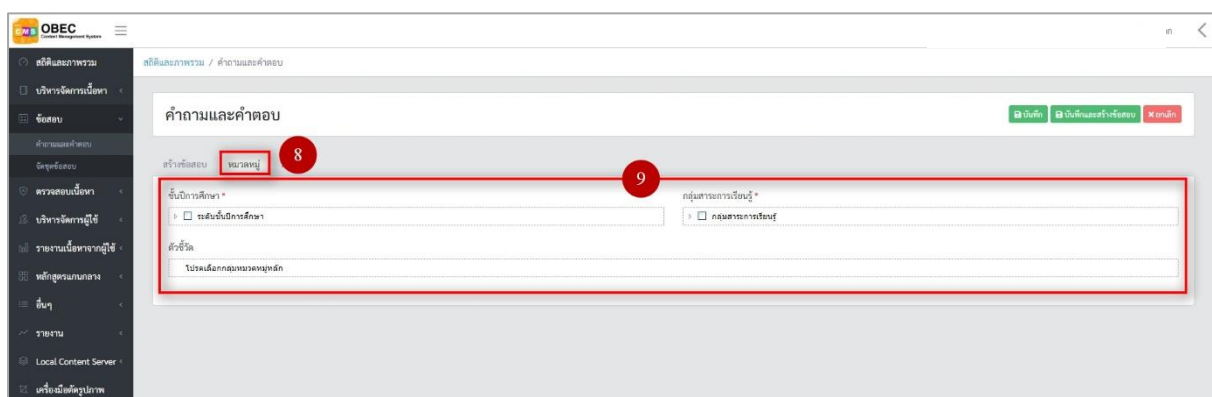 CMS OBEC
Content Management System
สถิติและภาพรวม
สถิติและภาพรวม / คำถามและคำตอบ
บริหารจัดการเนื้อหา
คำถามและคำตอบ
บันทึก
บันทึกและสร้างข้อสอบ
ยกเลิก
ข้อสอบ
คำถามและคำตอบ
จัดชุดข้อสอบ
สร้างข้อสอบ
หมวดหมู่
8
9
ตรวจสอบเนื้อหา
ชั้นปีการศึกษา *
กลุ่มสาระการเรียนรู้ *
บริหารจัดการผู้ใช้
ระดับชั้นปีการศึกษา
กลุ่มสาระการเรียนรู้
รายงานเนื้อหาจากผู้ใช้
ตัวชี้วัด
โปรดเลือกกลุ่มหมวดหมู่หลัก
หลักสูตรแกนกลาง
อื่นๆ
รายงาน
Local Content Server
เครื่องมือตัดรูปภาพ